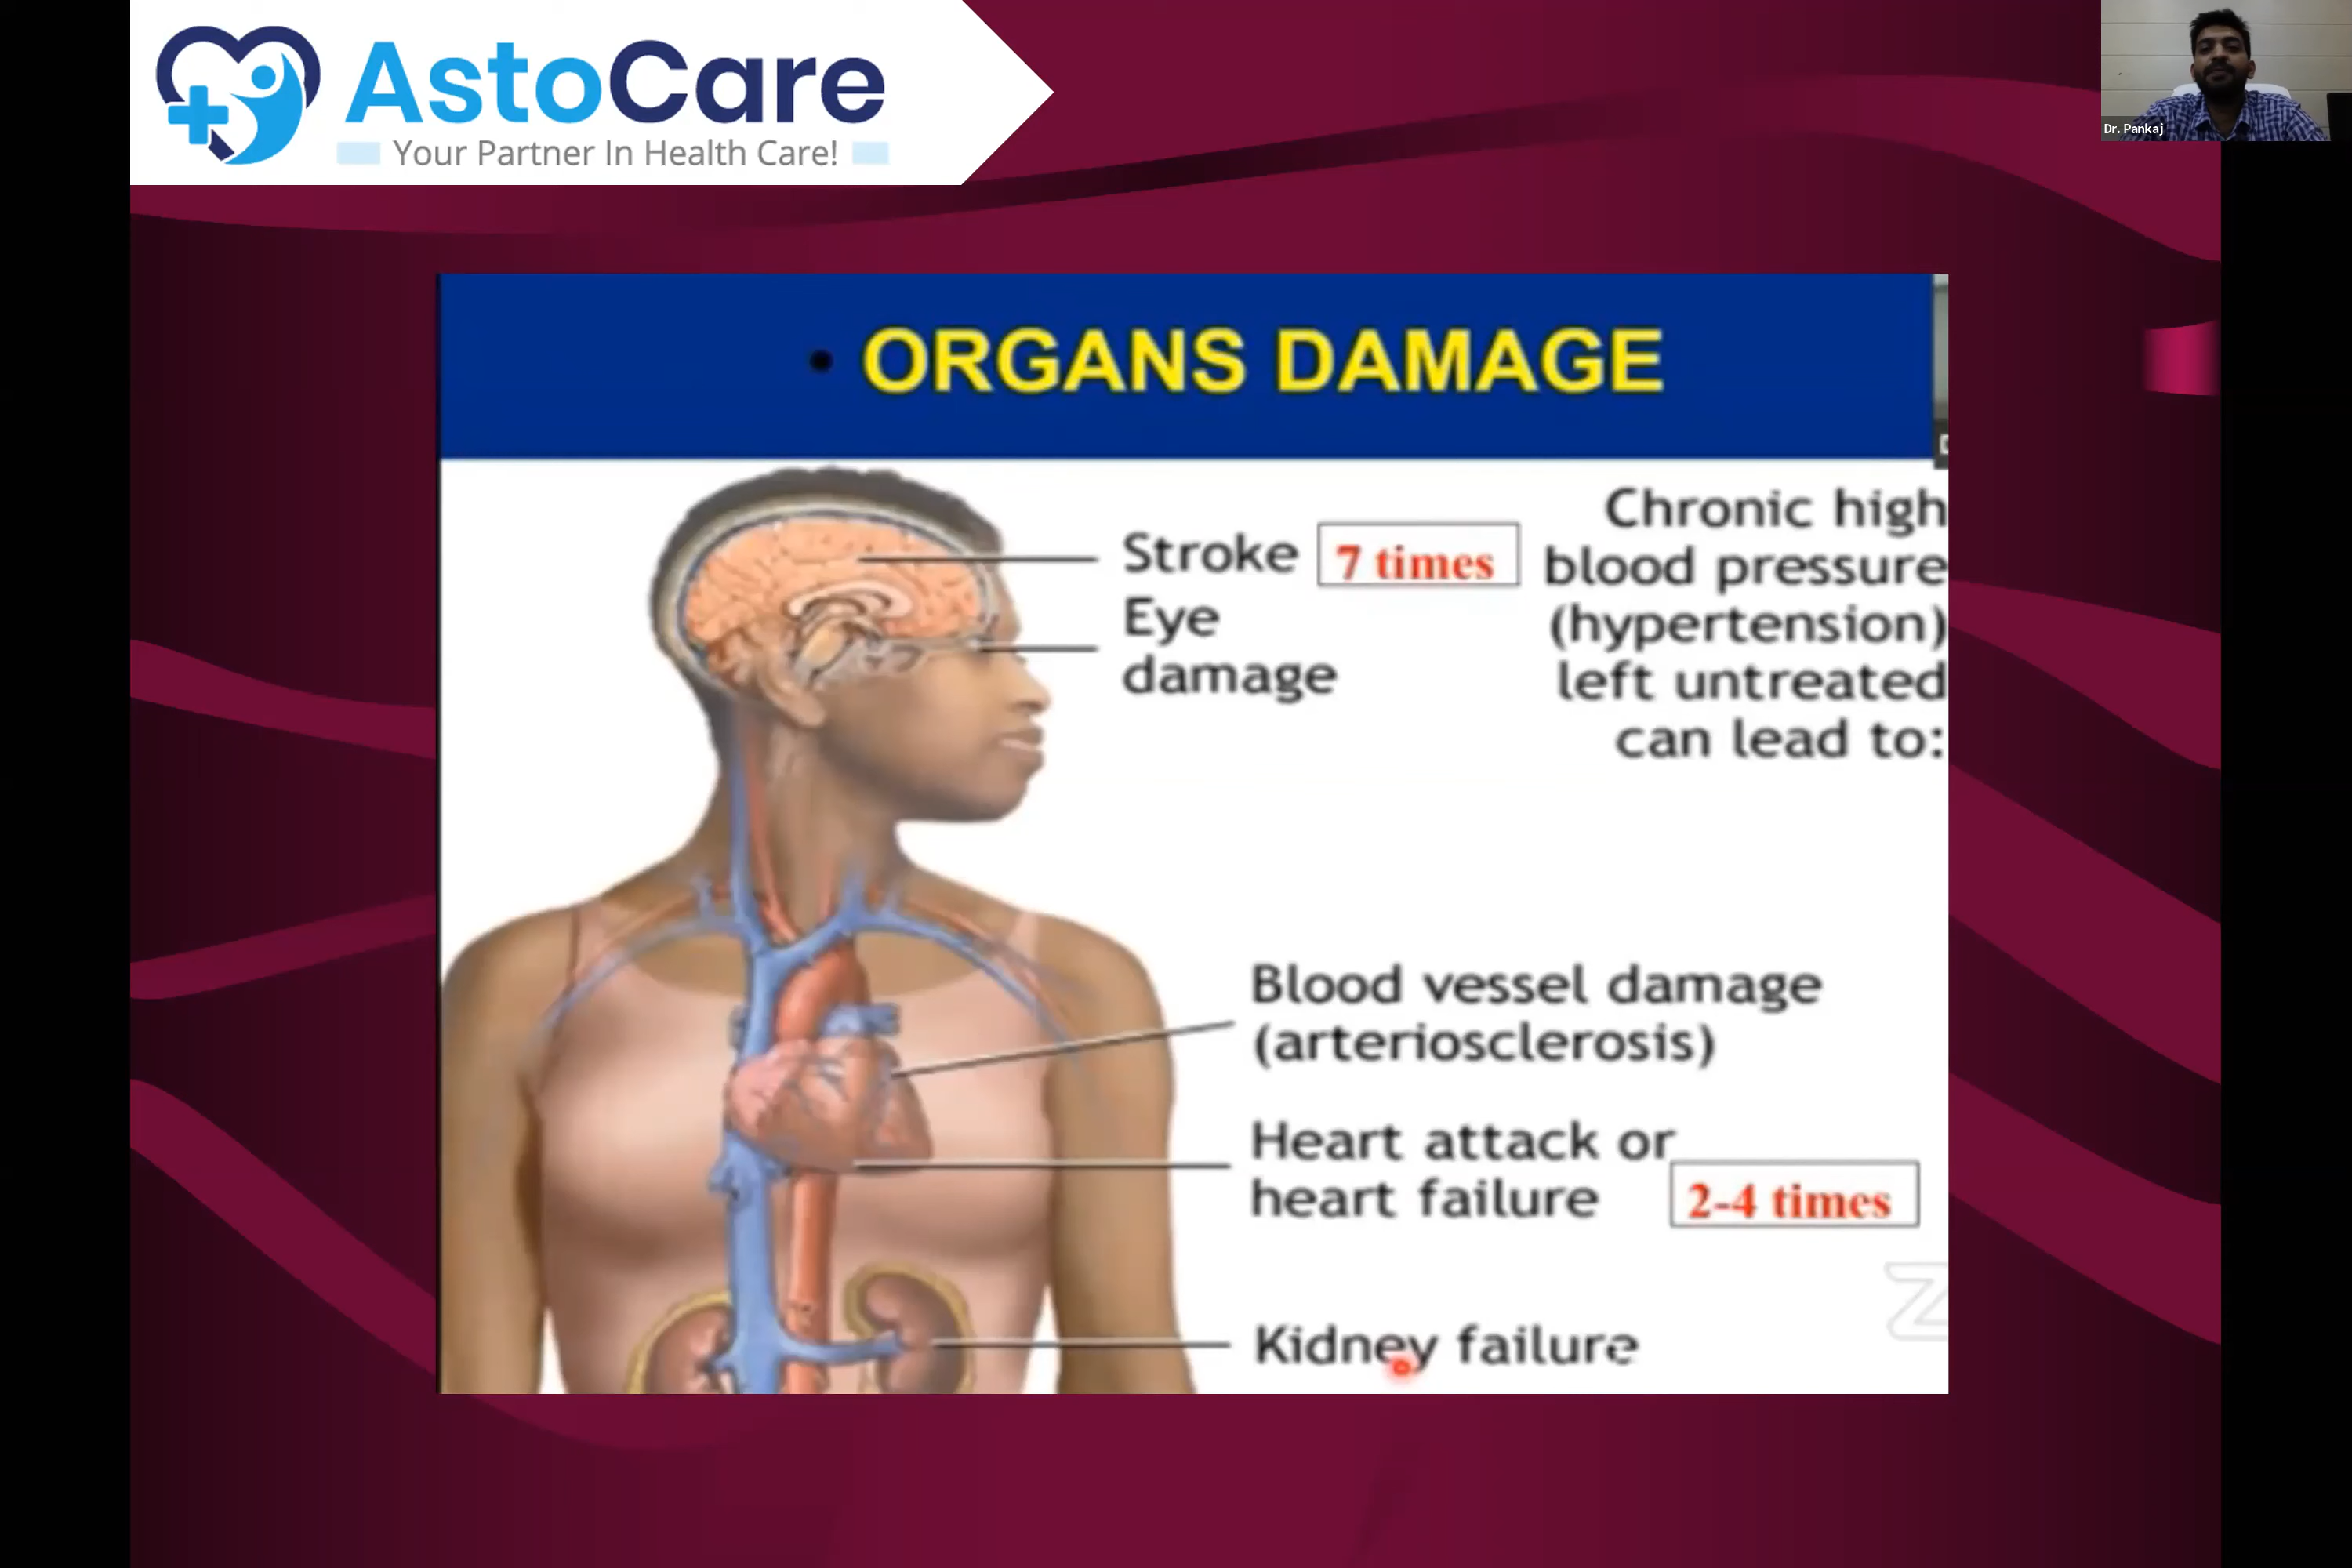 AstoCare
Your Partner In Health Care!
Dr. Pankaj
• ORGANS DAMAGE
Stroke 7 times
Eye
damage
Chronic high
blood pressure
(hypertension)
left untreated
can lead to:
Blood vessel damage
(arteriosclerosis)
Heart attack or
heart failure 2-4 times
Kidney failure